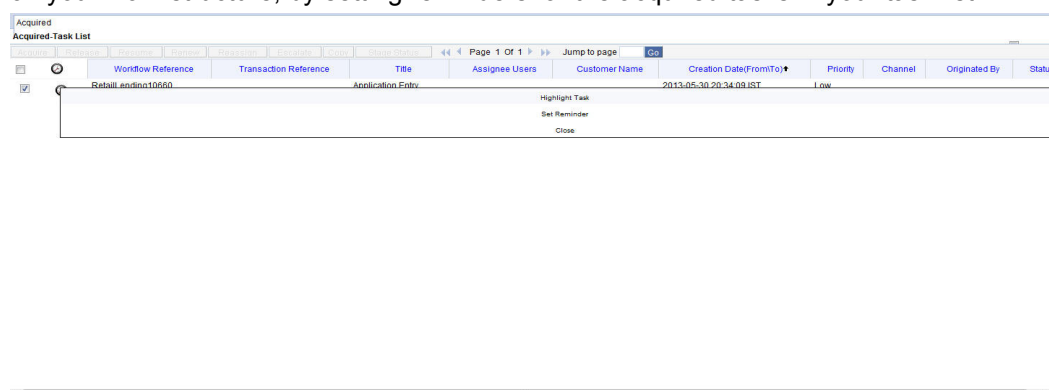 Acquired
Acquired-Task List
Acquire Release Resume Renew Reassign Escalate Copy Show Status Page 1 Of 1 Jump to page Go
Workflow Reference Transaction Reference Title Assignee Users Customer Name Creation Date(From\To) Priority Channel Originated By Statu
RetailLending10660 Application Entry 2013-05-30 20:34:09 IST Low
Highlight Task
Set Reminder
Close